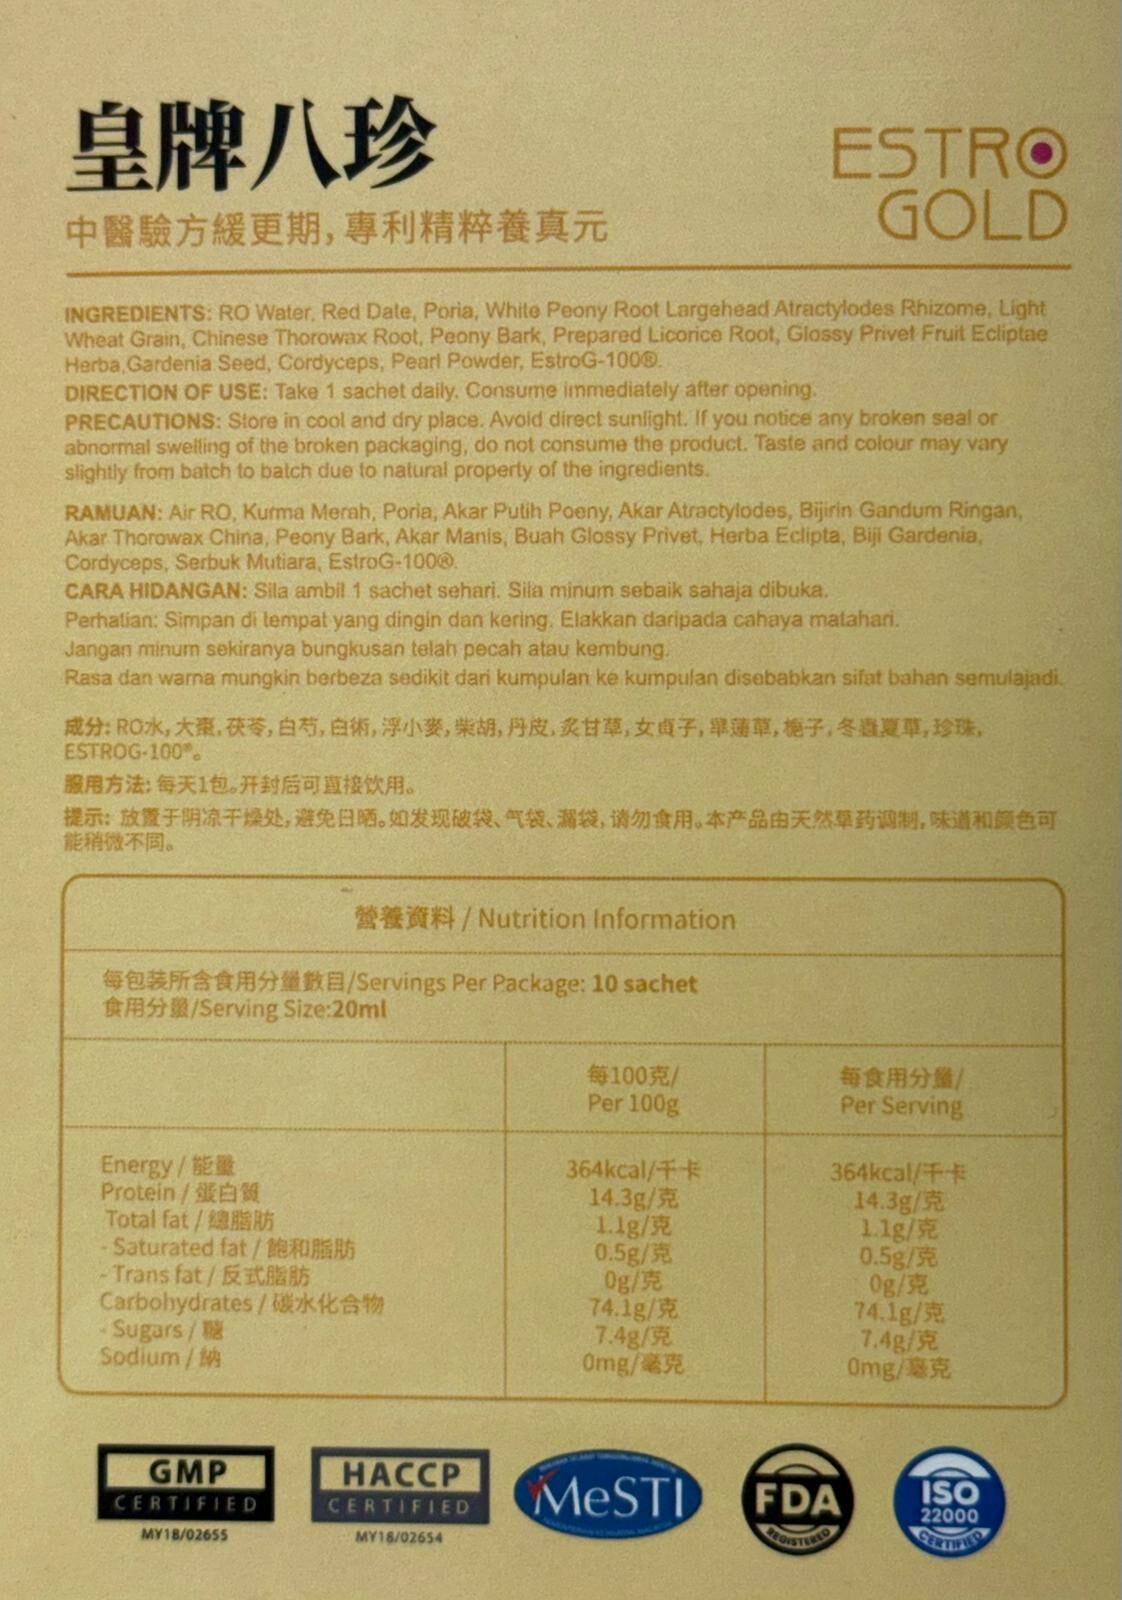 皇牌八珍
中醫驗方緩更期，專利精粹養真元
ESTRO
GOLD
INGREDIENTS: RO Water, Red Date, Poria, White Peony Root Largehead Atractylodes Rhizome, Light
Wheat Grain, Chinese Thorowax Root, Peony Bark, Prepared Licorice Root, Glossy Privet Fruit Ecliptae
Herba,Gardenia Seed, Cordyceps, Pearl Powder, EstroG-100®.
DIRECTION OF USE: Take 1 sachet daily. Consume immediately after opening.
PRECAUTIONS: Store in cool and dry place. Avoid direct sunlight. If you notice any broken seal or
abnormal swelling of the broken packaging, do not consume the product. Taste and colour may vary
slightly from batch to batch due to natural property of the ingredients.
RAMUAN: Air RO, Kurma Merah, Poria, Akar Putih Poeny, Akar Atractylodes, Bijirin Gandum Ringan,
Akar Thorowax China, Peony Bark, Akar Manis, Buah Glossy Privet, Herba Eclipta, Biji Gardenia,
Cordyceps, Serbuk Mutiara, EstroG-100®.
CARA HIDANGAN: Sila ambil 1 sachet sehari. Sila minum sebaik sahaja dibuka.
Perhatian: Simpan di tempat yang dingin dan kering. Elakkan daripada cahaya matahari.
Jangan minum sekiranya bungkusan telah pecah atau kembung.
Rasa dan warna mungkin berbeza sedikit dari kumpulan ke kumpulan disebabkan sifat bahan semulajadi.
成分: RO水，大棗，茯苓，白芍，白術，浮小麥，柴胡，丹皮，炙甘草，女貞子，旱蓮草，梔子，冬蟲夏草，珍珠，
ESTROG-100®。
服用方法: 每天1包。开封后可直接饮用。
提示: 放置于阴凉干燥处，避免日晒。如发现破袋、气袋、漏袋，请勿食用。本产品由天然草药调制，味道和颜色可
能稍微不同。
營養資料 / Nutrition Information
每包装所含食用分量數目/Servings Per Package: 10 sachet
食用分量/Serving Size:20ml
每100克/ 每食用分量/
Per 100g Per Serving
Energy / 能量 364kcal/千卡 364kcal/千卡
Protein / 蛋白質 14.3g/克 14.3g/克
Total fat / 總脂肪 1.1g/克 1.1g/克
- Saturated fat / 飽和脂肪 0.5g/克 0.5g/克
- Trans fat / 反式脂肪 0g/克 0g/克
Carbohydrates / 碳水化合物 74.1g/克 74.1g/克
- Sugars / 糖 7.4g/克 7.4g/克
Sodium / 納 0mg/毫克 0mg/毫克
GMP
CERTIFIED
MY18/02655
HACCP
CERTIFIED
MY18/02654
MeSTI
FDA
REGISTERED
ISO
22000
CERTIFIED